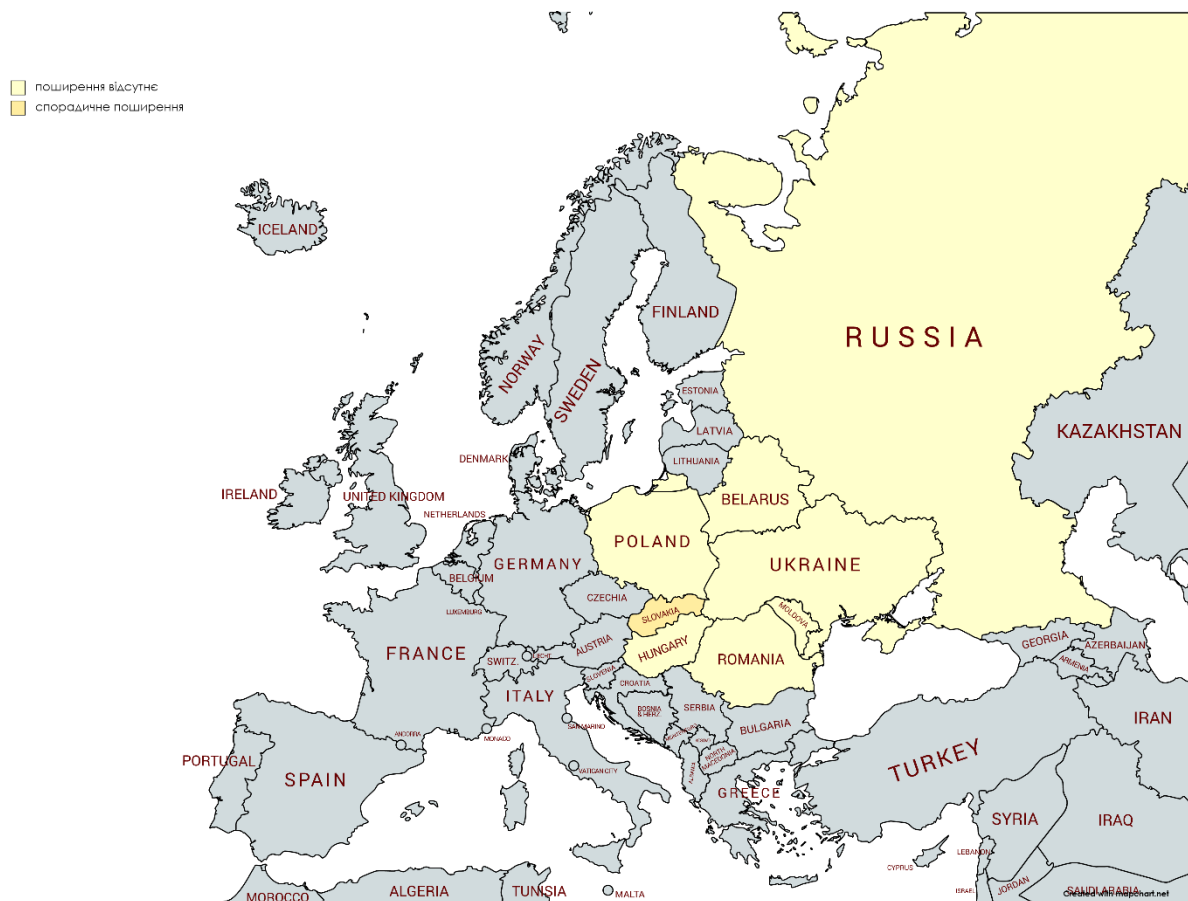 поширення відсутнє
спорадичне поширення
ICELAND
FINLAND
NORWAY
SWEDEN
RUSSIA
ESTONIA
LATVIA
KAZAKHSTAN
DENMARK
LITHUANIA
IRELAND
UNITED KINGDOM
BELARUS
NETHERLANDS
POLAND
GERMANY
UKRAINE
BELGIUM
CZECHIA
LUXEMBURG
SLOVAKIA
MOLDOVA
AUSTRIA
HUNGARY
FRANCE
SWITZ.
ROMANIA
GEORGIA
AZERBAIJAN
ARMENIA
SLOVENIA
CROATIA
ITALY
BOSNIA
& HERZ.
SERBIA
IRAN
SAN MARINO
BULGARIA
ANDORRA
MONACO
NORTH
MACEDONIA
PORTUGAL
SPAIN
VATICAN CITY
GREECE
TURKEY
SYRIA
IRAQ
LEBANON
CYPRUS
MOROCCO
ALGERIA
TUNISIA
MALTA
ISRAEL
JORDAN
SAUDI ARABIA
Created with mapchart.net